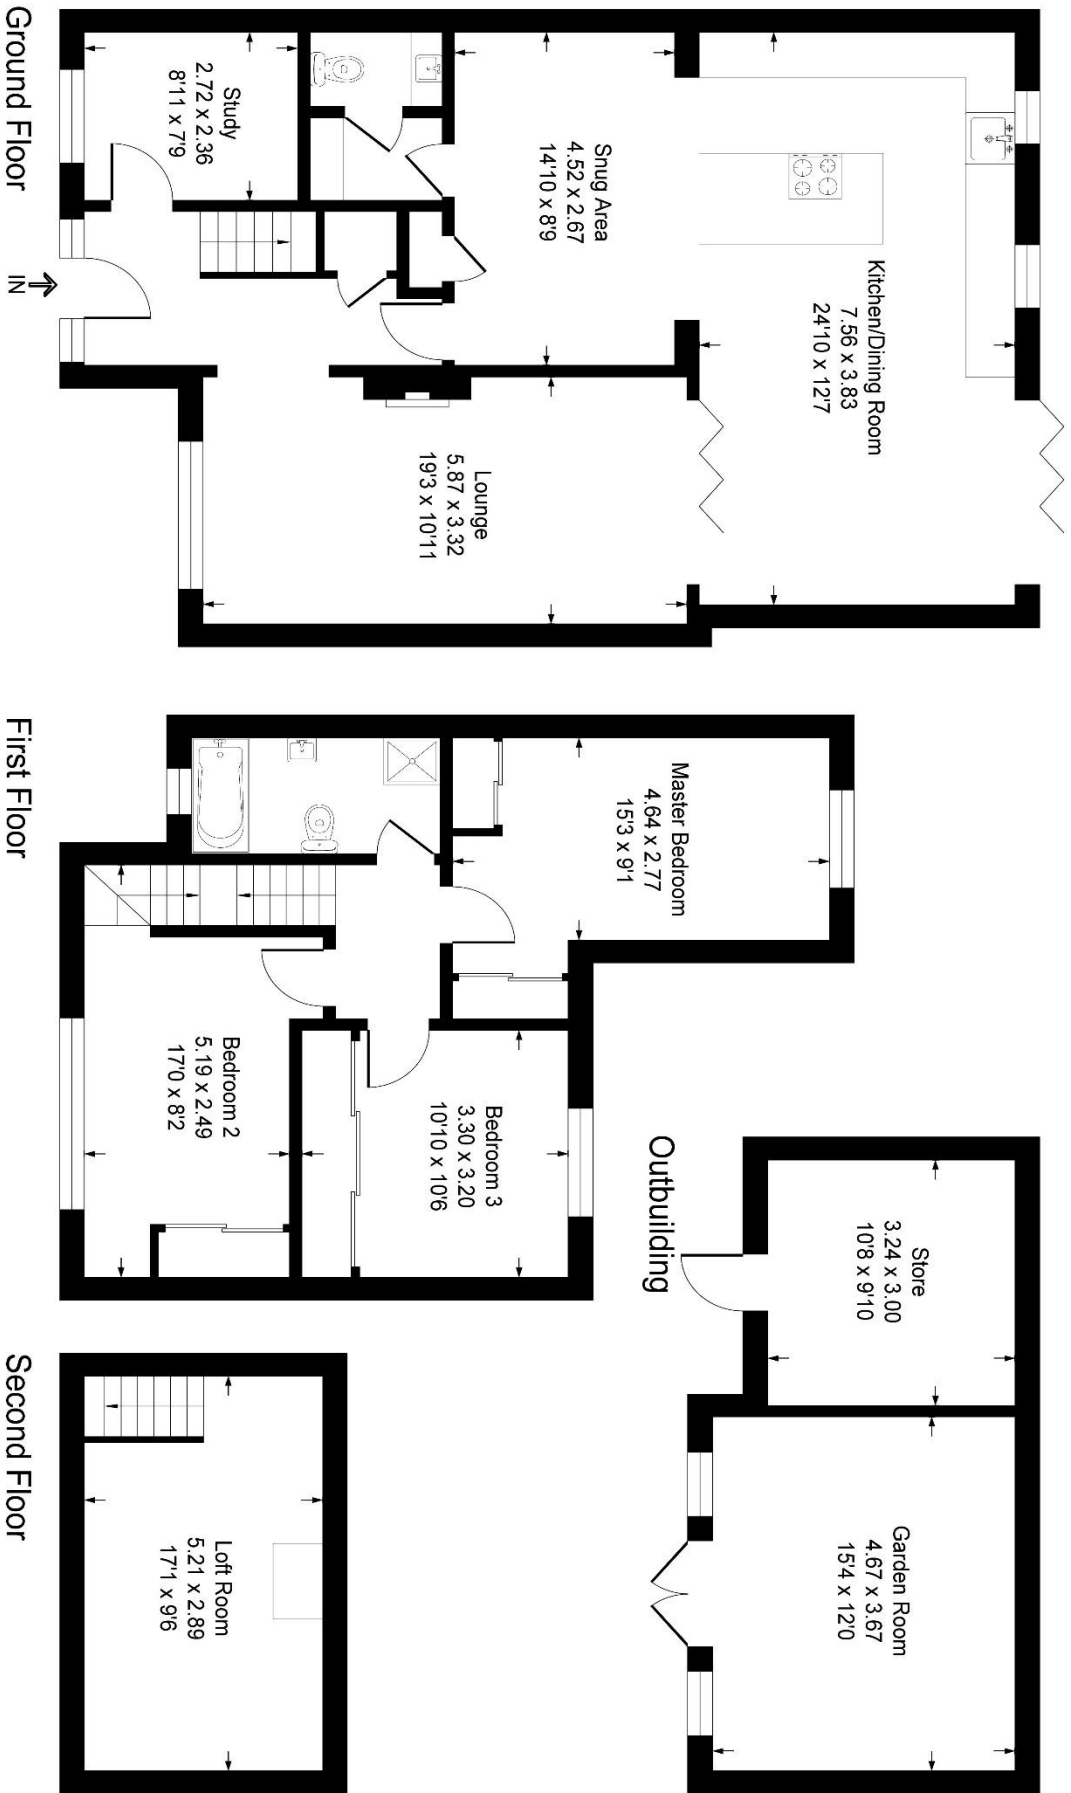 Kitchen/Dining Room
7.56 x 3.83
24'10 x 12'7
Snug Area
4.52 x 2.67
14'10 x 8'9
Lounge
5.87 x 3.32
19'3 x 10'11
Study
2.72 x 2.36
8'11 x 7'9
IN
Ground Floor
Master Bedroom
4.64 x 2.77
15'3 x 9'1
Bedroom 3
3.30 x 3.20
10'10 x 10'6
Bedroom 2
5.19 x 2.49
17'0 x 8'2
First Floor
Store
3.24 x 3.00
10'8 x 9'10
Garden Room
4.67 x 3.67
15'4 x 12'0
Outbuilding
Loft Room
5.21 x 2.89
17'1 x 9'6
Second Floor